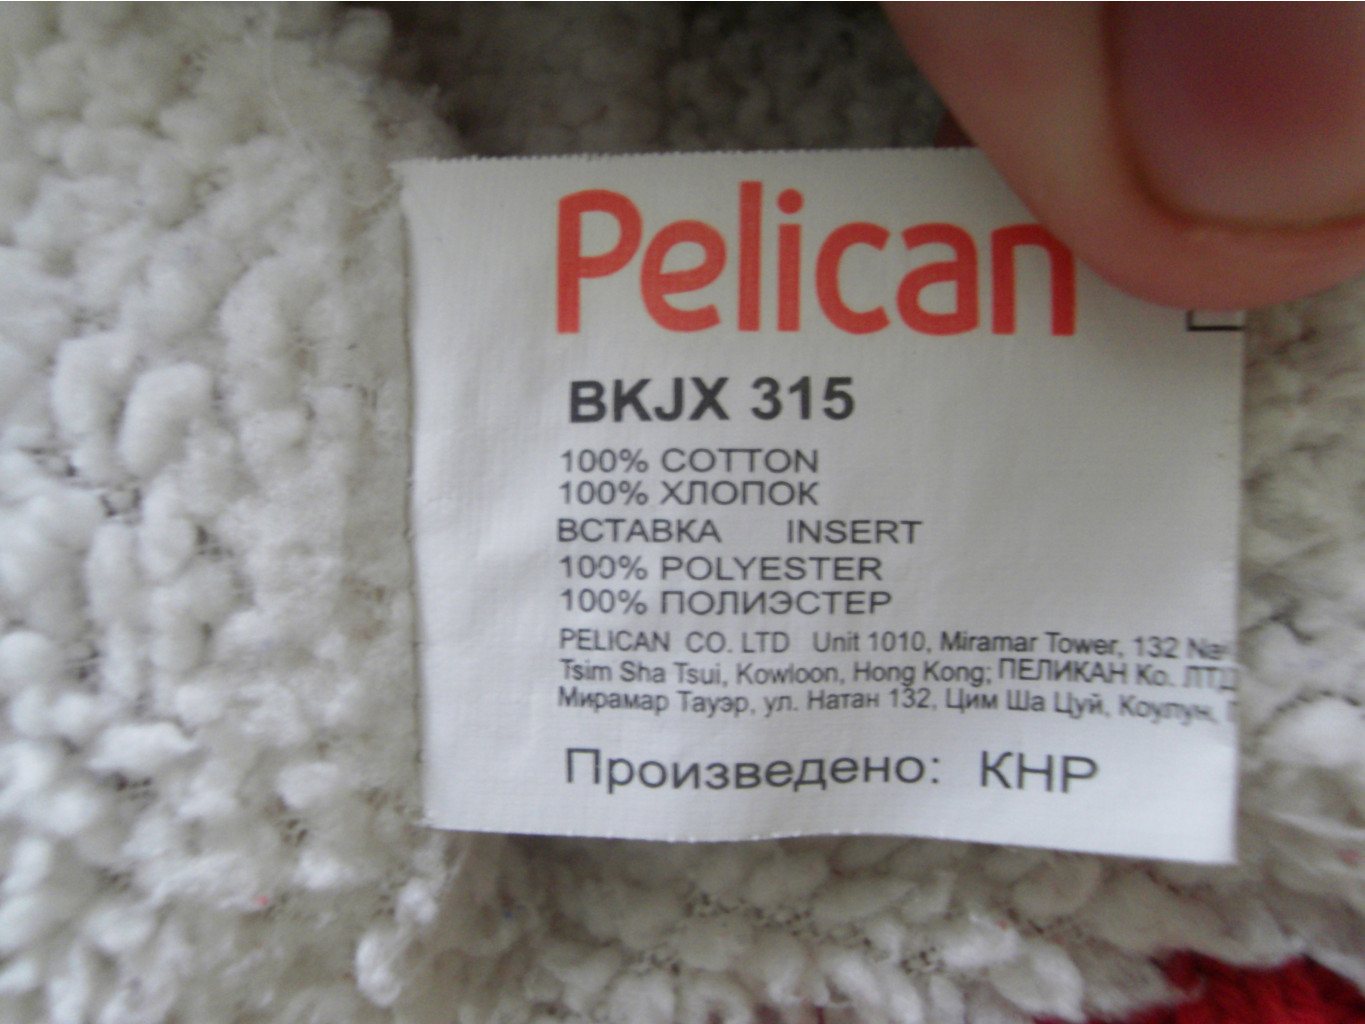 Pelican
BKJX 315
100% COTTON
100% ХЛОПОК
ВСТАВКА INSERT
100% POLYESTER
100% ПОЛИЭСТЕР
PELICAN CO. LTD Unit 1010, Miramar Tower, 132
Tsim Sha Tsui, Kowloon, Hong Kong; ПЕЛИКАН Ко. ЛТД
Мирамар Тауэр, ул. Натан 132, Цим Ша Цуй, Коулун,
Произведено: КНР